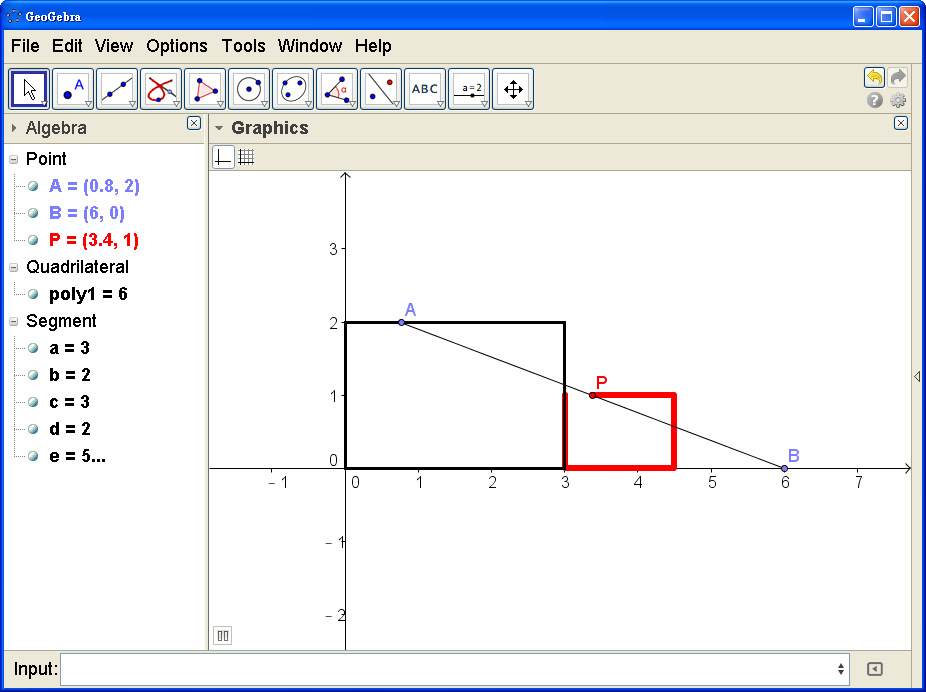 GeoGebra
File Edit View Options Tools Window Help
A α ABC a=2
Algebra
Graphics
Point
A = (0.8, 2)
B = (6, 0)
P = (3.4, 1)
Quadrilateral
poly1 = 6
Segment
a = 3
b = 2
c = 3
d = 2
e = 5...
3
2
A
1
P
0
B
-1 0 1 2 3 4 5 6 7
-1
-2
Input: